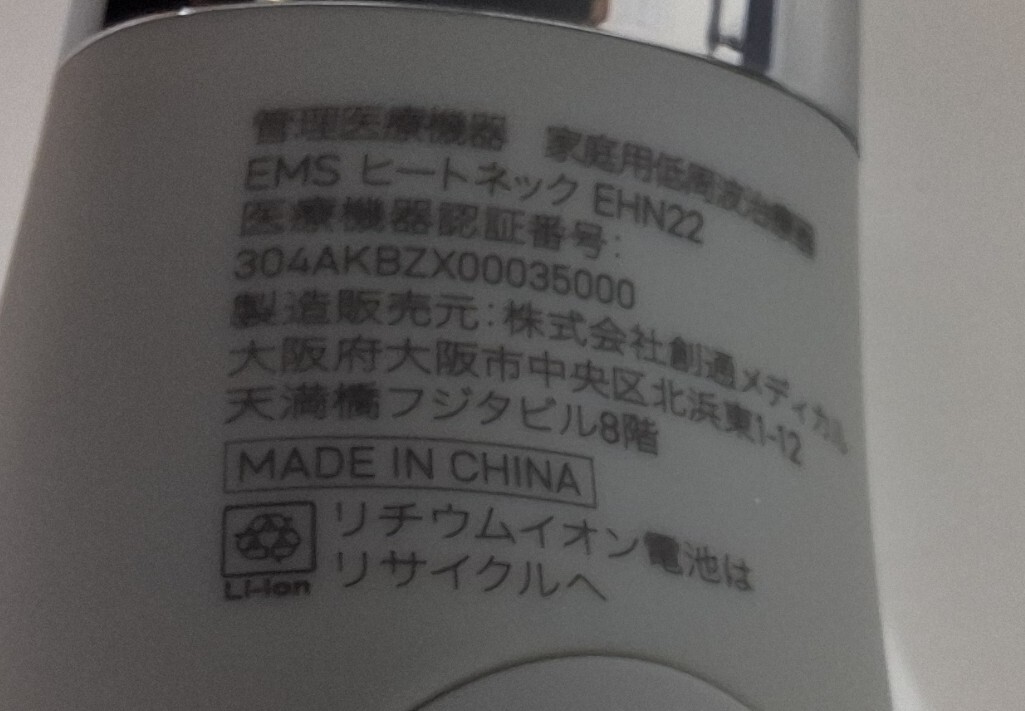 管理医療機器 家庭用低周波治療器
EMS ヒートネック EHN22
医療機器認証番号:
304AKBZX00035000
製造販売元:株式会社創通メディカル
大阪府大阪市中央区北浜東1-12
天満橋フジタビル8階
MADE IN CHINA
リチウムイオン電池は
リサイクルへ
Li-ion